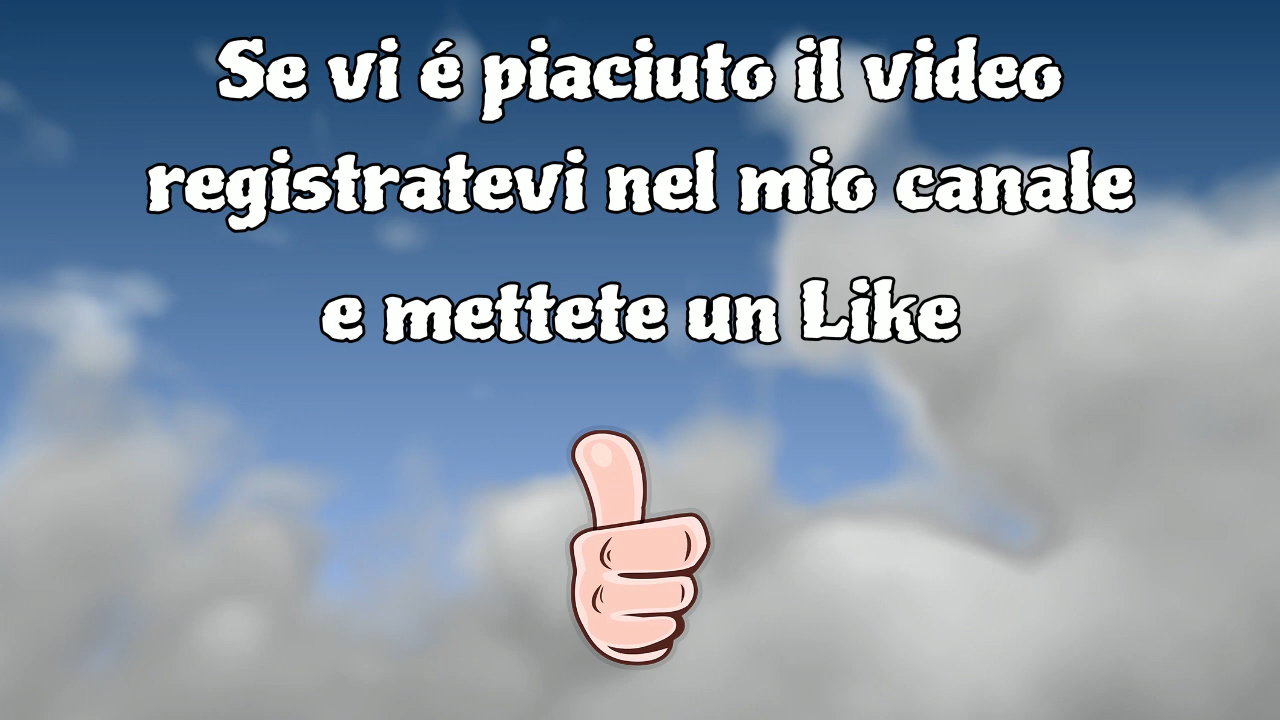 Se vi é piaciuto il video
registratevi nel mio canale
e mettete un Like